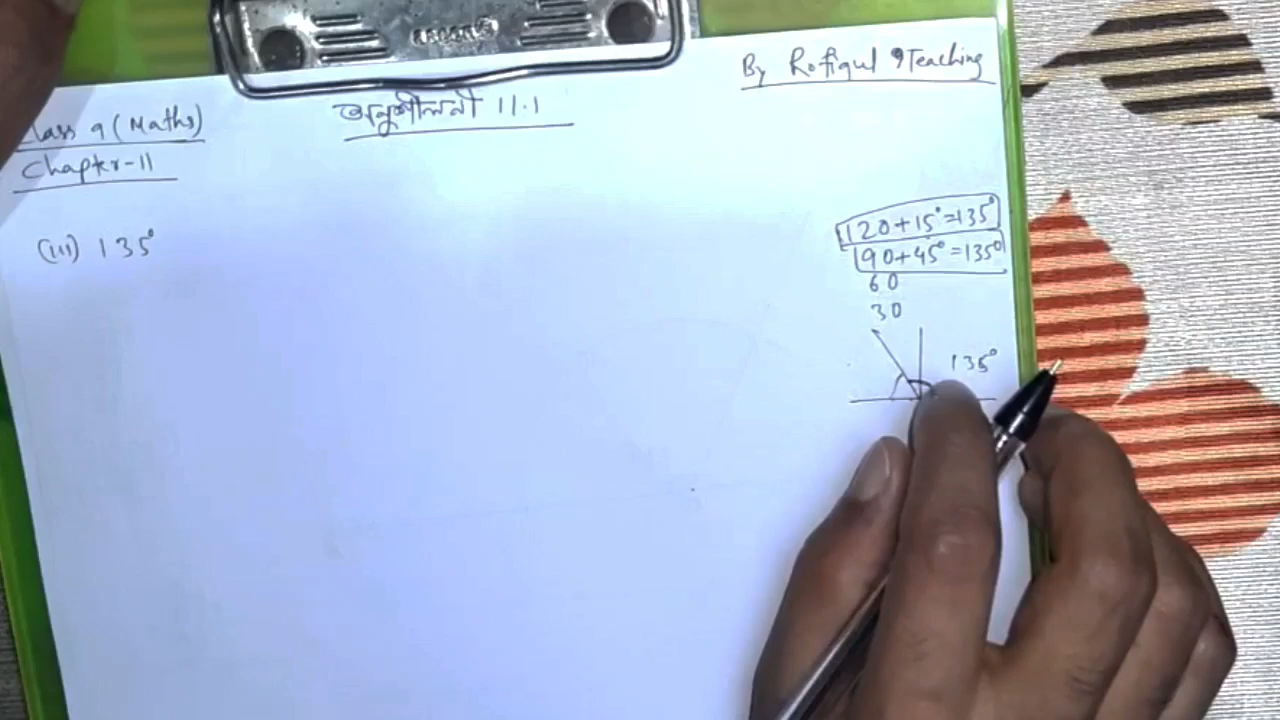 By Rofiqul 9 Teaching
অনুশীলনী 11.1
Class 9 (Maths)
Chapter-11
(iii) 135°
120+15°=135°
90+45°=135°
60
30
135°